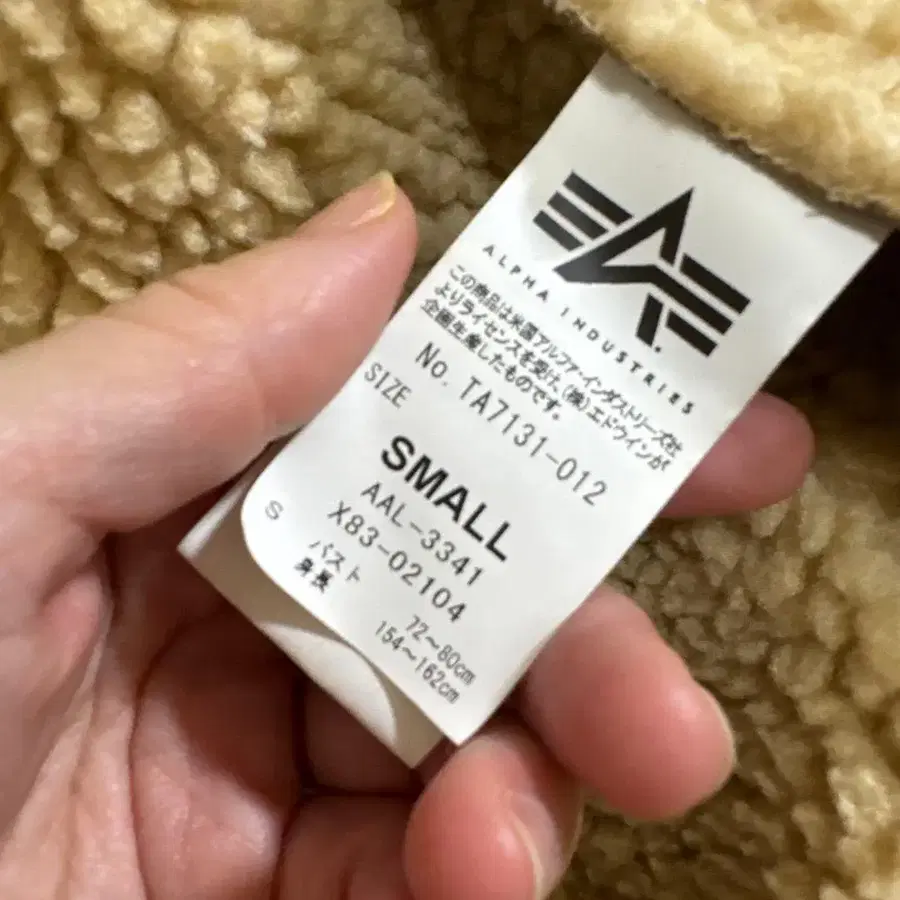 ALPHA INDUSTRIES
この商品は米国アルファ・インダストリーズ社
よりライセンスを受け、(株)エドウインが
企画生産したものです。
No. TA7131-012
SIZE
SMALL
AAL-3341
X83-02104
S
バスト 72～80cm
身長 154～162cm